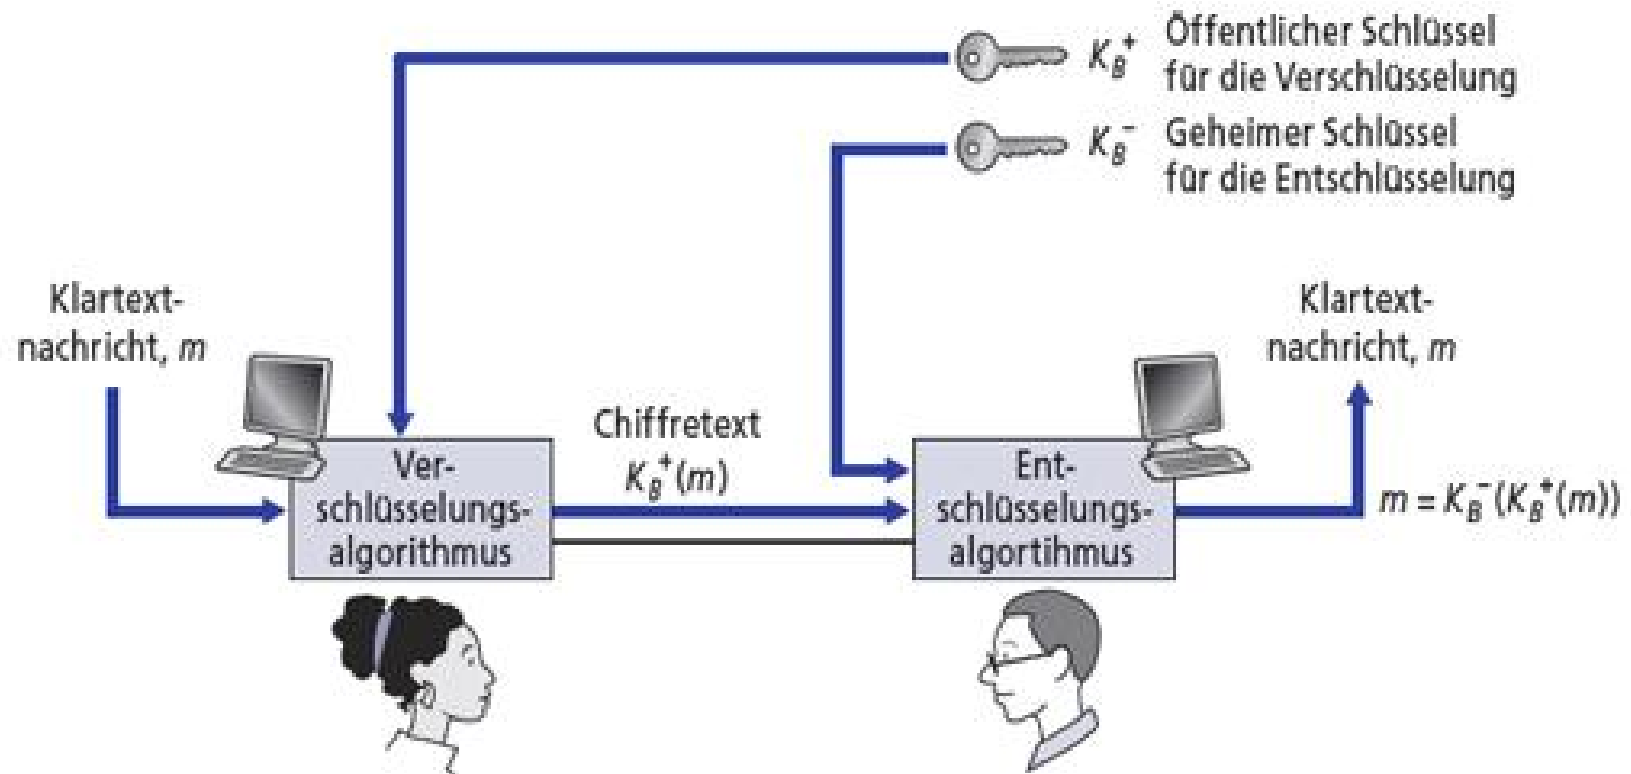 K_B^+ Öffentlicher Schlüssel
für die Verschlüsselung
K_B^- Geheimer Schlüssel
für die Entschlüsselung
Klartext-
nachricht, m
Klartext-
nachricht, m
Chiffretext
K_B^+(m)
Ver-
schlüsselungs-
algorithmus
Ent-
schlüsselungs-
algortihmus
m = K_B^-(K_B^+(m))